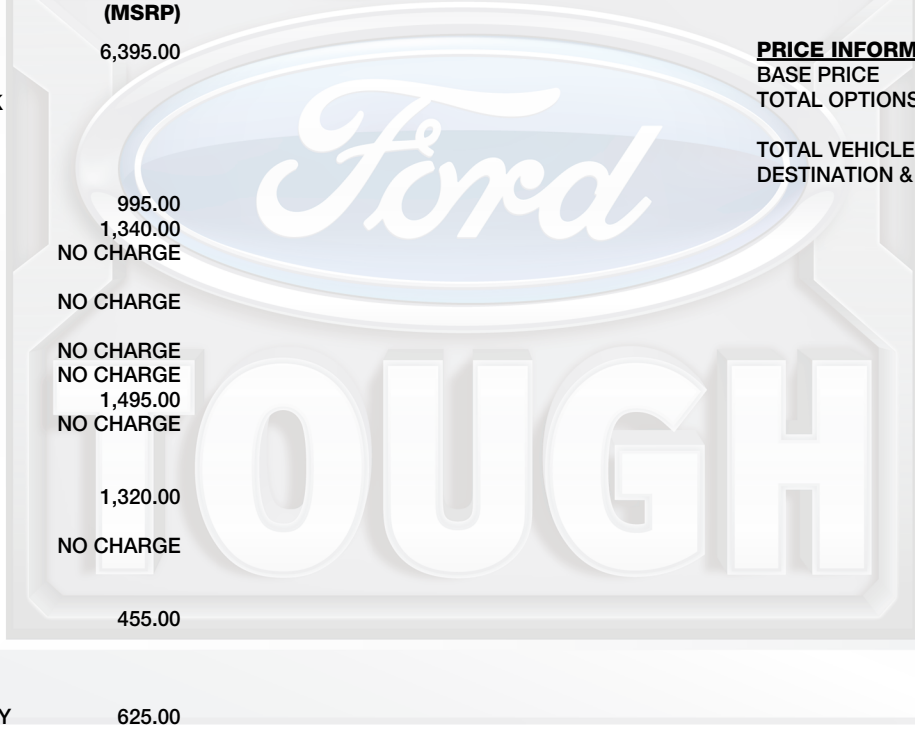 (MSRP)
6,395.00
K
995.00
1,340.00
NO CHARGE
NO CHARGE
NO CHARGE
NO CHARGE
1,495.00
NO CHARGE
1,320.00
NO CHARGE
455.00
Y 625.00
PRICE INFORM
BASE PRICE
TOTAL OPTIONS
TOTAL VEHICLE
DESTINATION &
Ford
TOUGH